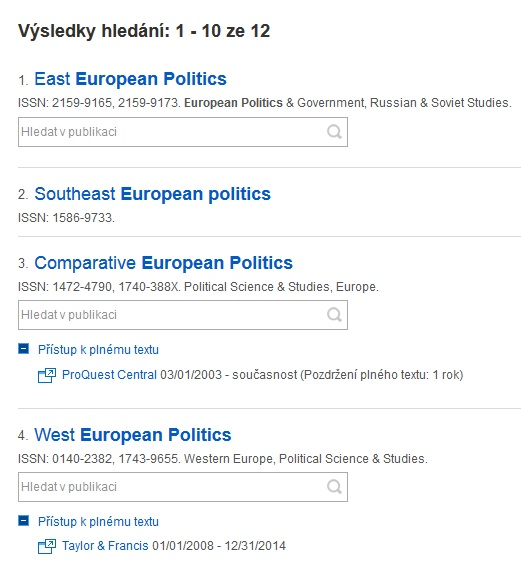 Výsledky hledání: 1 - 10 ze 12
1. East European Politics
ISSN: 2159-9165, 2159-9173. European Politics & Government, Russian & Soviet Studies.
Hledat v publikaci
2. Southeast European politics
ISSN: 1586-9733.
3. Comparative European Politics
ISSN: 1472-4790, 1740-388X. Political Science & Studies, Europe.
Hledat v publikaci
Přístup k plnému textu
ProQuest Central 03/01/2003 - současnost (Pozdržení plného textu: 1 rok)
4. West European Politics
ISSN: 0140-2382, 1743-9655. Western Europe, Political Science & Studies.
Hledat v publikaci
Přístup k plnému textu
Taylor & Francis 01/01/2008 - 12/31/2014